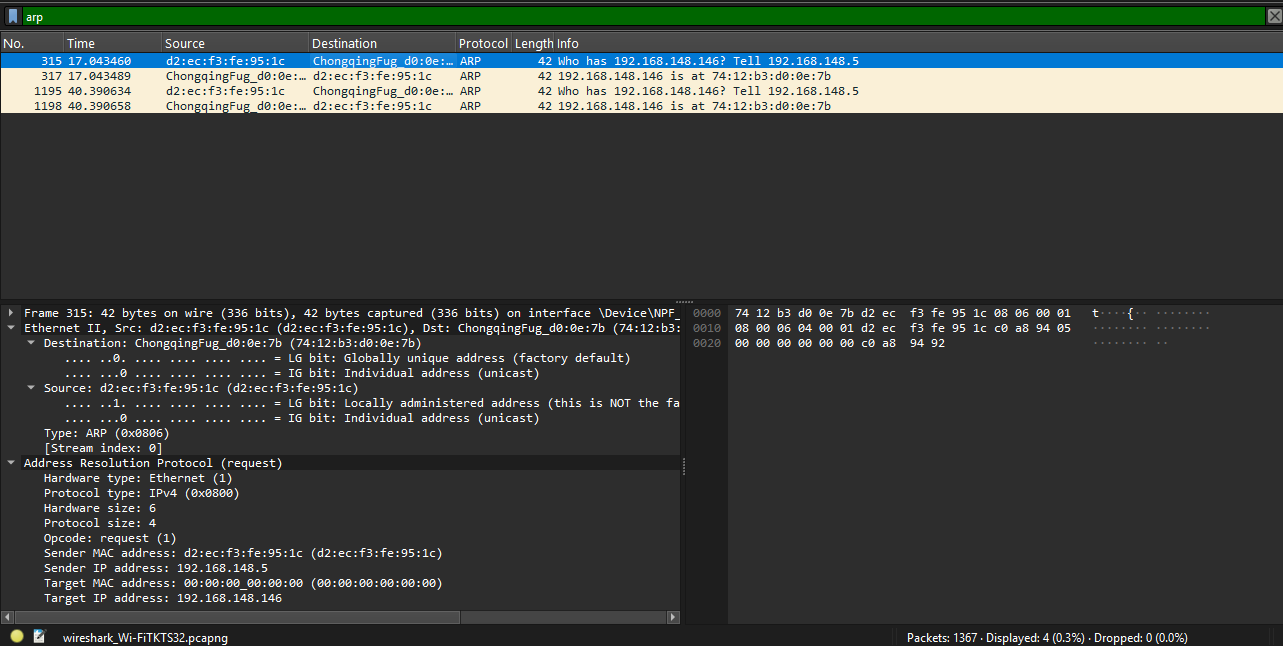 arp
No. Time Source Destination Protocol Length Info
315 17.043460 d2:ec:f3:fe:95:1c ChongqingFug_d0:0e:… ARP 42 Who has 192.168.148.146? Tell 192.168.148.5
317 17.043489 ChongqingFug_d0:0e:… d2:ec:f3:fe:95:1c ARP 42 192.168.148.146 is at 74:12:b3:d0:0e:7b
1195 40.390634 d2:ec:f3:fe:95:1c ChongqingFug_d0:0e:… ARP 42 Who has 192.168.148.146? Tell 192.168.148.5
1198 40.390658 ChongqingFug_d0:0e:… d2:ec:f3:fe:95:1c ARP 42 192.168.148.146 is at 74:12:b3:d0:0e:7b
Frame 315: 42 bytes on wire (336 bits), 42 bytes captured (336 bits) on interface \Device\NPF_
Ethernet II, Src: d2:ec:f3:fe:95:1c (d2:ec:f3:fe:95:1c), Dst: ChongqingFug_d0:0e:7b (74:12:b3:
Destination: ChongqingFug_d0:0e:7b (74:12:b3:d0:0e:7b)
.... ..0. .... .... .... .... = LG bit: Globally unique address (factory default)
.... ...0 .... .... .... .... = IG bit: Individual address (unicast)
Source: d2:ec:f3:fe:95:1c (d2:ec:f3:fe:95:1c)
.... ..1. .... .... .... .... = LG bit: Locally administered address (this is NOT the fa
.... ...0 .... .... .... .... = IG bit: Individual address (unicast)
Type: ARP (0x0806)
[Stream index: 0]
Address Resolution Protocol (request)
Hardware type: Ethernet (1)
Protocol type: IPv4 (0x0800)
Hardware size: 6
Protocol size: 4
Opcode: request (1)
Sender MAC address: d2:ec:f3:fe:95:1c (d2:ec:f3:fe:95:1c)
Sender IP address: 192.168.148.5
Target MAC address: 00:00:00_00:00:00 (00:00:00:00:00:00)
Target IP address: 192.168.148.146
0000 74 12 b3 d0 0e 7b d2 ec f3 fe 95 1c 08 06 00 01 t····{·· ········
0010 08 00 06 04 00 01 d2 ec f3 fe 95 1c c0 a8 94 05 ········ ········
0020 00 00 00 00 00 00 c0 a8 94 92 ········ ··
wireshark_Wi-FiTKTS32.pcapng
Packets: 1367 · Displayed: 4 (0.3%) · Dropped: 0 (0.0%)